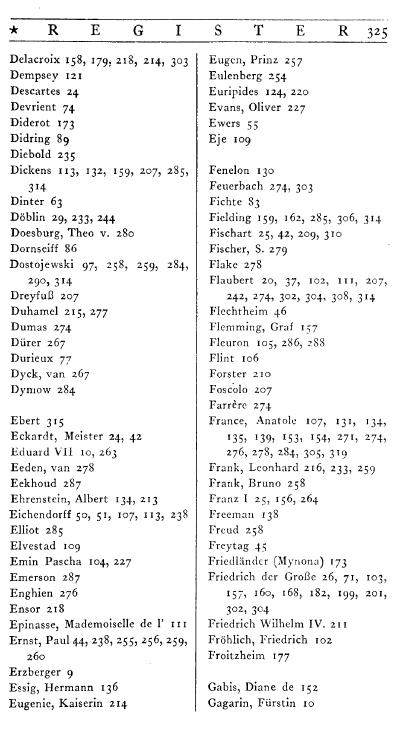 ★ R E G I S T E R 325
Delacroix 158, 179, 218, 214, 303
Dempsey 121
Descartes 24
Devrient 74
Diderot 173
Didring 89
Diebold 235
Dickens 113, 132, 159, 207, 285,
314
Dinter 63
Döblin 29, 233, 244
Doesburg, Theo v. 280
Dornseiff 86
Dostojewski 97, 258, 259, 284,
290, 314
Dreyfuß 207
Duhamel 215, 277
Dumas 274
Dürer 267
Durieux 77
Dyck, van 267
Dymow 284
Ebert 315
Eckardt, Meister 24, 42
Eduard VII 10, 263
Eeden, van 278
Eekhoud 287
Ehrenstein, Albert 134, 213
Eichendorff 50, 51, 107, 113, 238
Elliot 285
Elvestad 109
Emin Pascha 104, 227
Emerson 287
Enghien 276
Ensor 218
Epinasse, Mademoiselle de l' 111
Ernst, Paul 44, 238, 255, 256, 259,
260
Erzberger 9
Essig, Hermann 136
Eugenie, Kaiserin 214
Eugen, Prinz 257
Eulenberg 254
Euripides 124, 220
Evans, Oliver 227
Ewers 55
Eje 109
Fenelon 130
Feuerbach 274, 303
Fichte 83
Fielding 159, 162, 285, 306, 314
Fischart 25, 42, 209, 310
Fischer, S. 279
Flake 278
Flaubert 20, 37, 102, 111, 207,
242, 274, 302, 304, 308, 314
Flechtheim 46
Flemming, Graf 157
Fleuron 105, 286, 288
Flint 106
Forster 210
Foscolo 207
Farrère 274
France, Anatole 107, 131, 134,
135, 139, 153, 154, 271, 274,
276, 278, 284, 305, 319
Frank, Leonhard 216, 233, 259
Frank, Bruno 258
Franz I 25, 156, 264
Freeman 138
Freud 258
Freytag 45
Friedländer (Mynona) 173
Friedrich der Große 26, 71, 103,
157, 160, 168, 182, 199, 201,
302, 304
Friedrich Wilhelm IV. 211
Fröhlich, Friedrich 102
Froitzheim 177
Gabis, Diane de 152
Gagarin, Fürstin 10